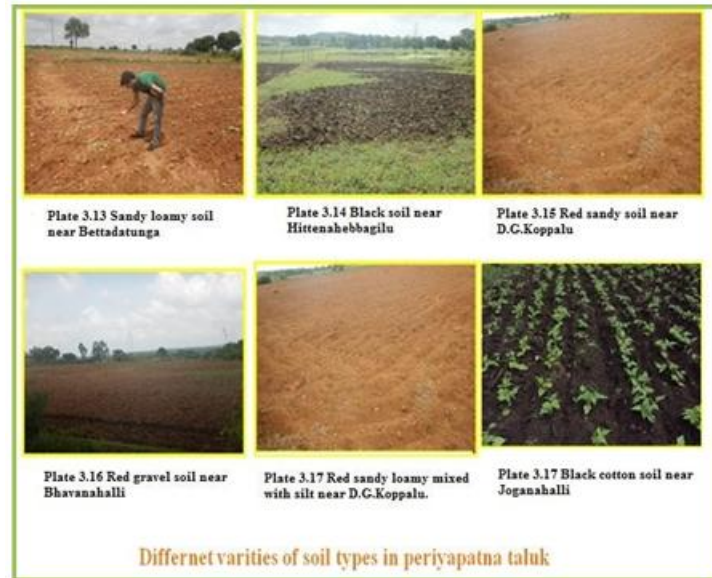 Plate 3.13 Sandy loamy soil
near Bettadatunga
Plate 3.14 Black soil near
Hittenahebbagilu
Plate 3.15 Red sandy soil near
D.G.Koppalu
Plate 3.16 Red gravel soil near
Bhavanahalli
Plate 3.17 Red sandy loamy mixed
with silt near D.G.Koppalu.
Plate 3.17 Black cotton soil near
Joganahalli
Differnet varities of soil types in periyapatna taluk